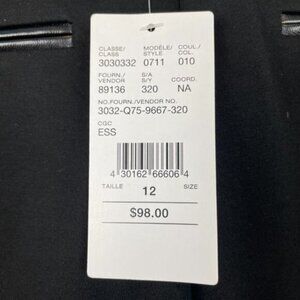 CLASSE/ MODÈLE/ COUL./
CLASS STYLE COL.
3030332 0711 010
FOURN./ S/A
VENDOR S/Y COORD.
89136 320 NA
NO.FOURN./VENDOR NO.
3032-Q75-9667-320
CGC
ESS
4 30162 66606 4
TAILLE 12 SIZE
$98.00